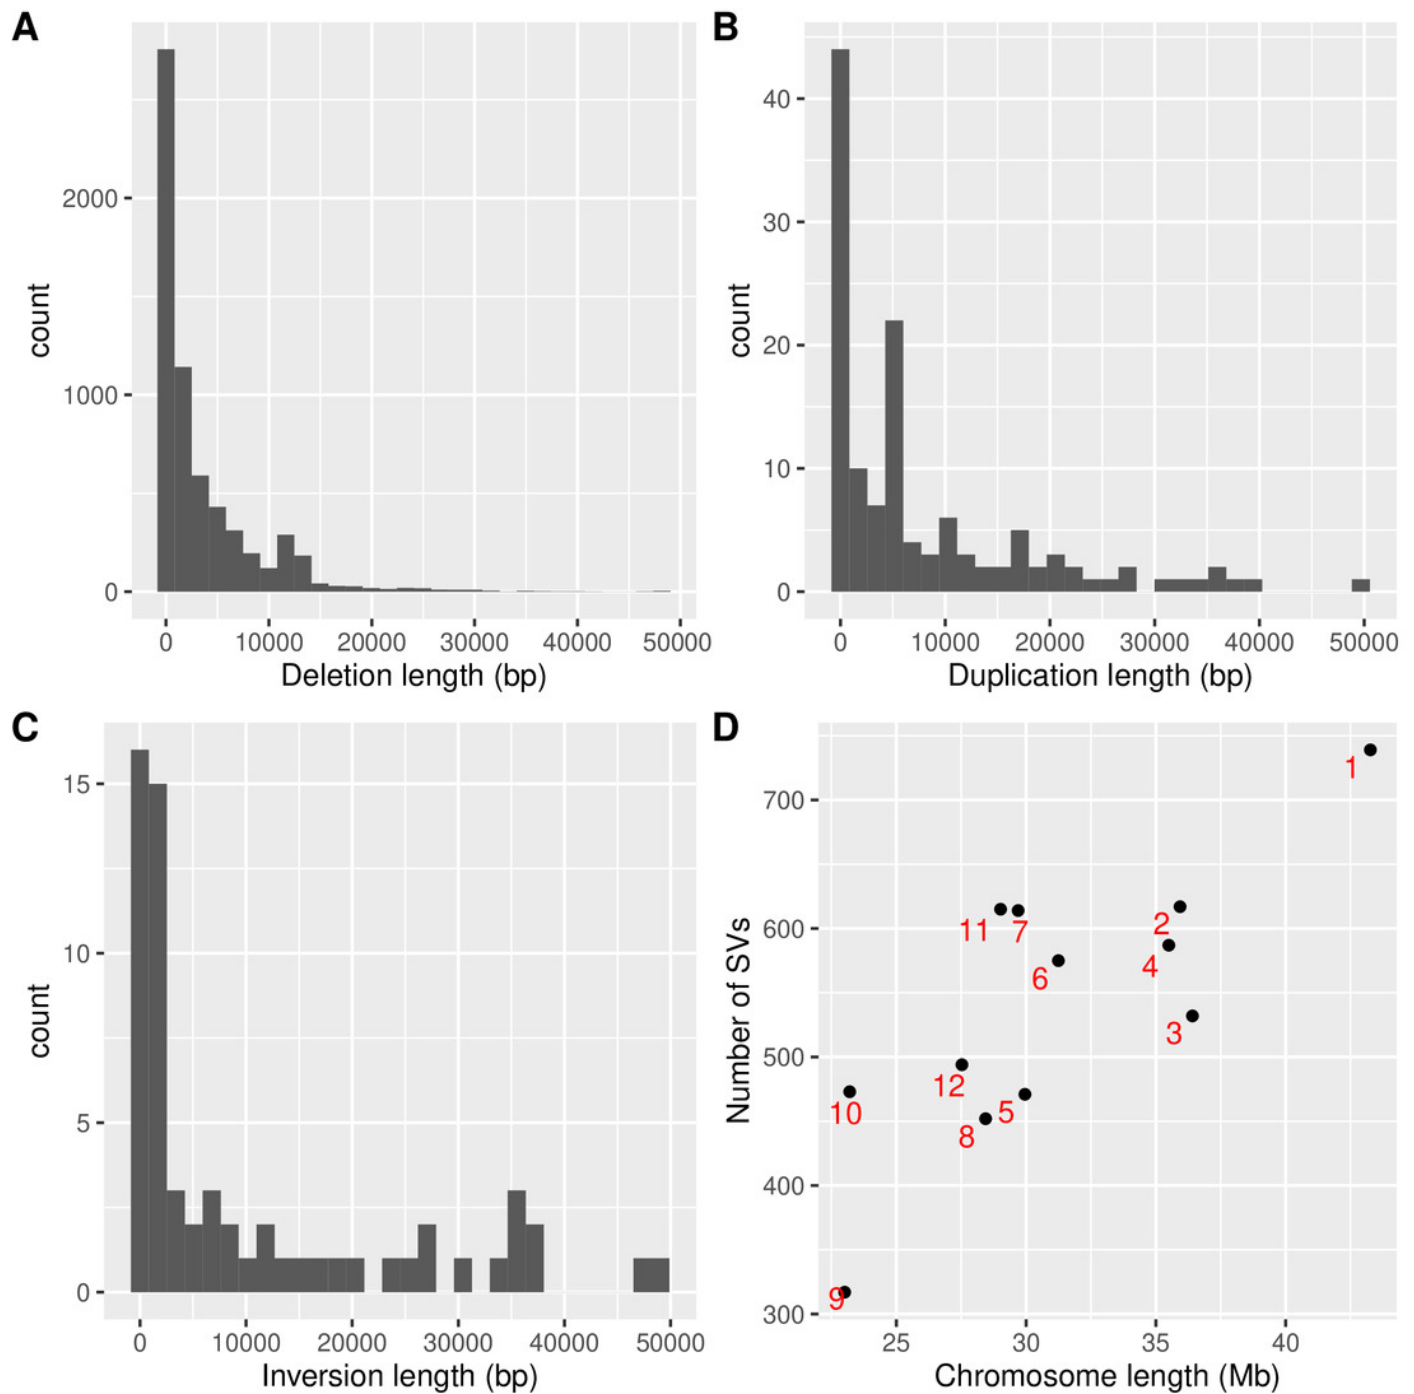 A
2000
1000
0
count
0 10000 20000 30000 40000 50000
Deletion length (bp)
B
40
30
20
10
0
count
0 10000 20000 30000 40000 50000
Duplication length (bp)
C
15
10
5
0
count
0 10000 20000 30000 40000 50000
Inversion length (bp)
D
700
600
500
400
300
Number of SVs
1
2
11 7
4
6
3
12
10 5
8
9
25 30 35 40
Chromosome length (Mb)